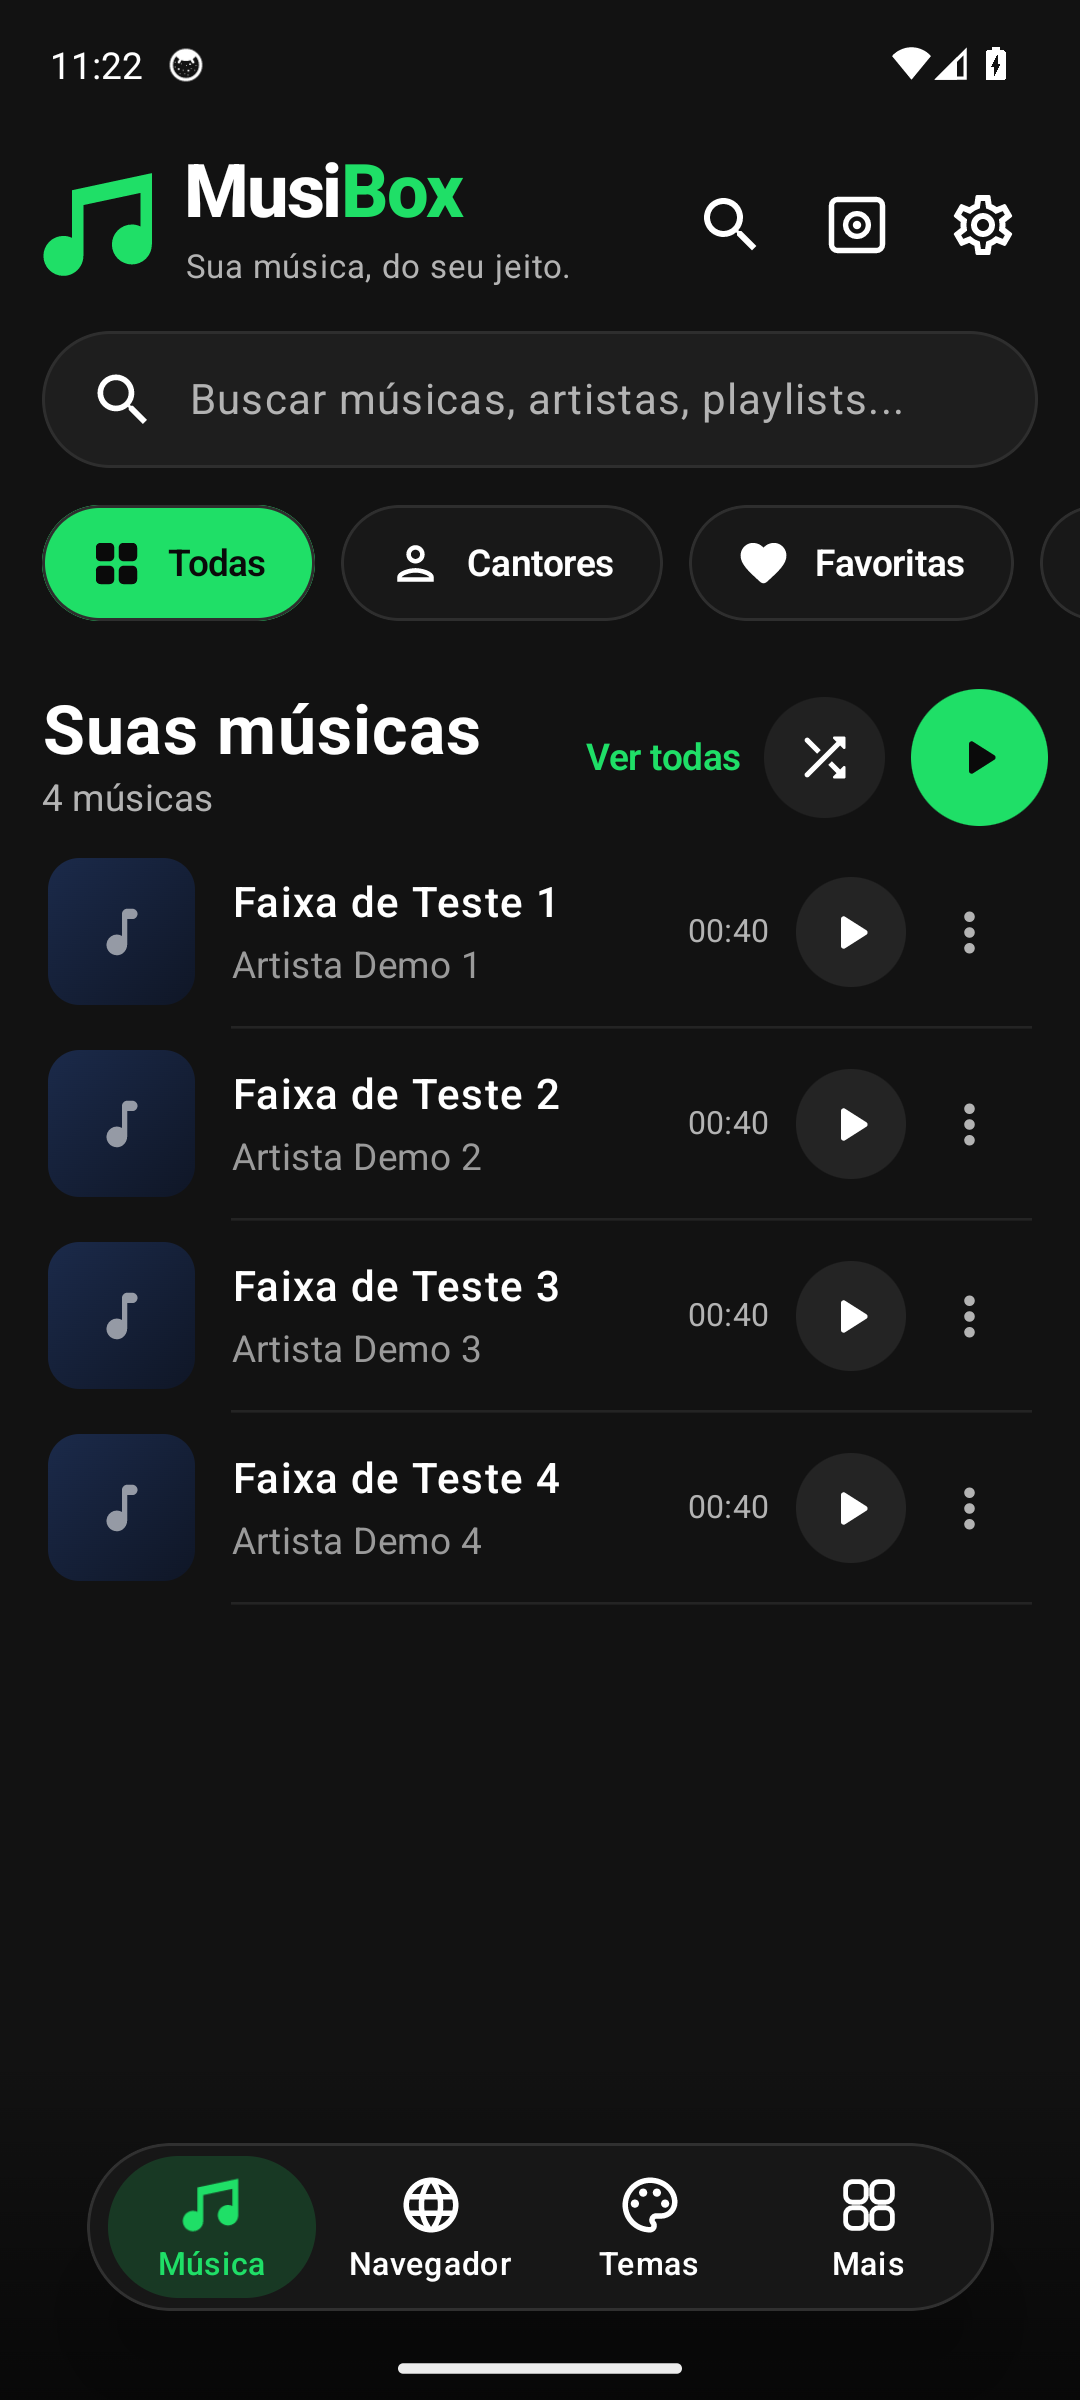 11:22
MusiBox
Sua música, do seu jeito.
Buscar músicas, artistas, playlists...
Todas
Cantores
Favoritas
Suas músicas
4 músicas
Ver todas
Faixa de Teste 1
Artista Demo 1
00:40
Faixa de Teste 2
Artista Demo 2
00:40
Faixa de Teste 3
Artista Demo 3
00:40
Faixa de Teste 4
Artista Demo 4
00:40
Música
Navegador
Temas
Mais